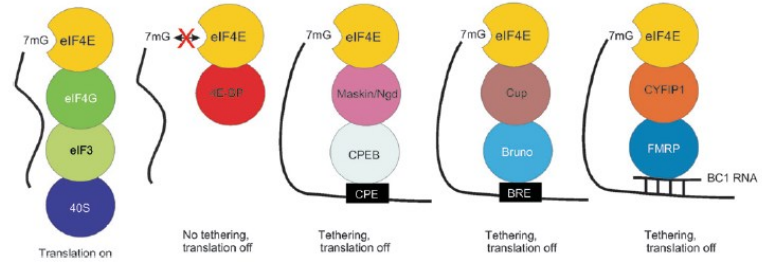 7mG eIF4E
eIF4G
eIF3
40S
Translation on
7mG X eIF4E
4E-BP
No tethering,
translation off
7mG eIF4E
Maskin/Ngd
CPEB
CPE
Tethering,
translation off
7mG eIF4E
Cup
Bruno
BRE
Tethering,
translation off
7mG eIF4E
CYFIP1
FMRP
BC1 RNA
Tethering,
translation off